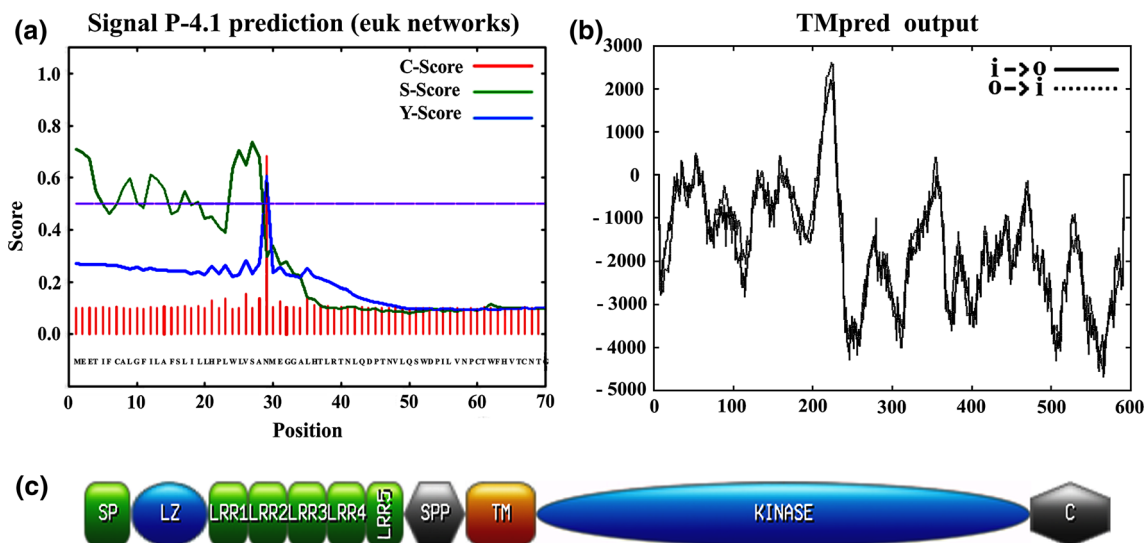 (a) Signal P-4.1 prediction (euk networks)
C-Score
S-Score
Y-Score
Score
1.0
0.8
0.6
0.4
0.2
0.0
MEETIFCALGFILAFSLILLHPLWLVSANMEGGALHTLRTNLQDPTNVLQSWDPILVNPCTWFHVTCNTG
0 10 20 30 40 50 60 70
Position
(b) TMpred output
i->o
o->i
3000
2000
1000
0
-1000
-2000
-3000
-4000
-5000
0 100 200 300 400 500 600
(c) SP LZ LRR1 LRR2 LRR3 LRR4 LRR5 SPP TM KINASE C